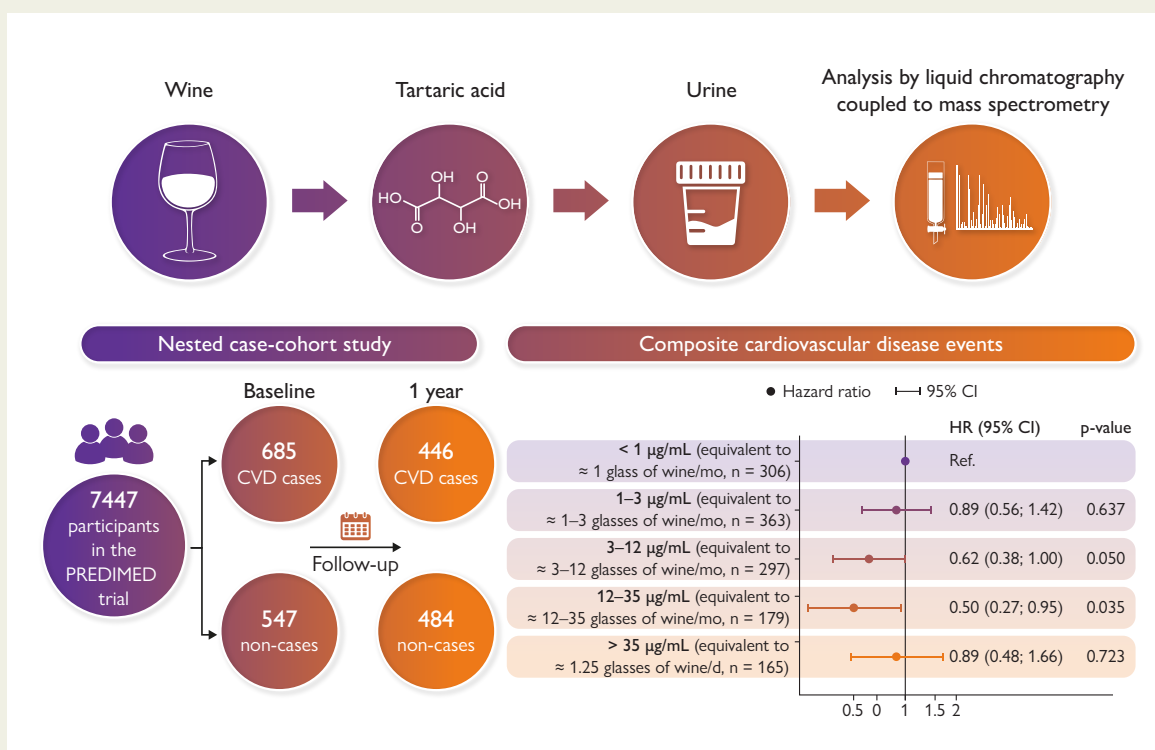 Wine
Tartaric acid
Urine
Analysis by liquid chromatography
coupled to mass spectrometry
OH
O
HO
OH
O
OH
Nested case-cohort study
Composite cardiovascular disease events
Baseline
1 year
Hazard ratio
95% CI
7447
participants
in the
PREDIMED
trial
685
CVD cases
446
CVD cases
Follow-up
547
non-cases
484
non-cases
HR (95% CI)
p-value
< 1 µg/mL (equivalent to
≈ 1 glass of wine/mo, n = 306)
Ref.
1–3 µg/mL (equivalent to
≈ 1–3 glasses of wine/mo, n = 363)
0.89 (0.56; 1.42)
0.637
3–12 µg/mL (equivalent to
≈ 3–12 glasses of wine/mo, n = 297)
0.62 (0.38; 1.00)
0.050
12–35 µg/mL (equivalent to
≈ 12–35 glasses of wine/mo, n = 179)
0.50 (0.27; 0.95)
0.035
> 35 µg/mL (equivalent to
≈ 1.25 glasses of wine/d, n = 165)
0.89 (0.48; 1.66)
0.723
0.5 0 1 1.5 2